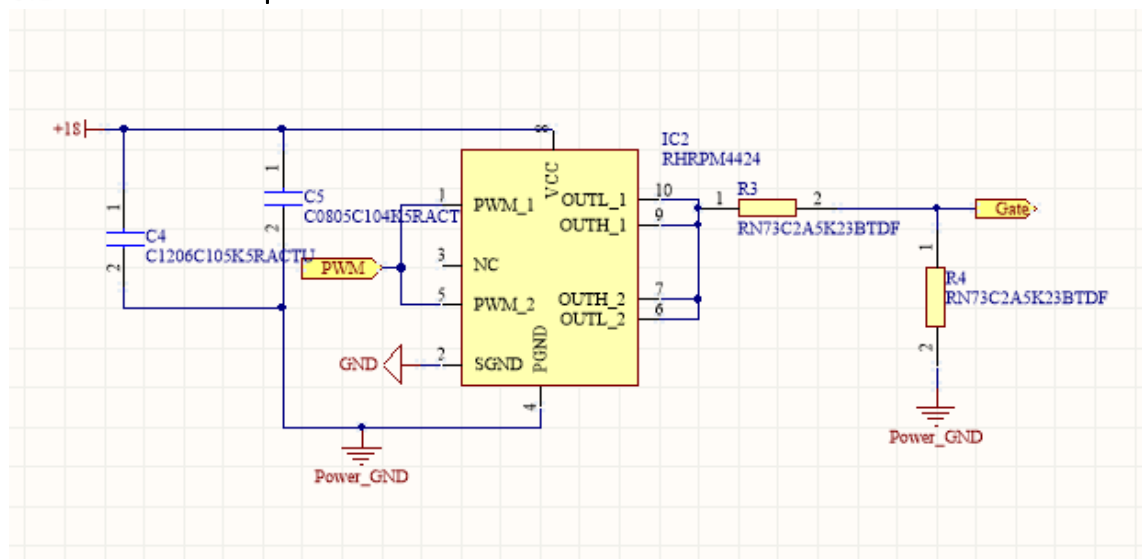 +18
1
2
C4
C1206C105K5RACTU
1
2
C5
C0805C104K5RACT
PWM
IC2
RHRPM4424
8
VCC
1
PWM_1
3
NC
5
PWM_2
2
SGND
GND
PGND
4
OUTL_1
10
OUTH_1
9
OUTH_2
7
OUTL_2
6
Power_GND
R3
1
2
RN73C2A5K23BTDF
Gate
1
R4
RN73C2A5K23BTDF
2
Power_GND